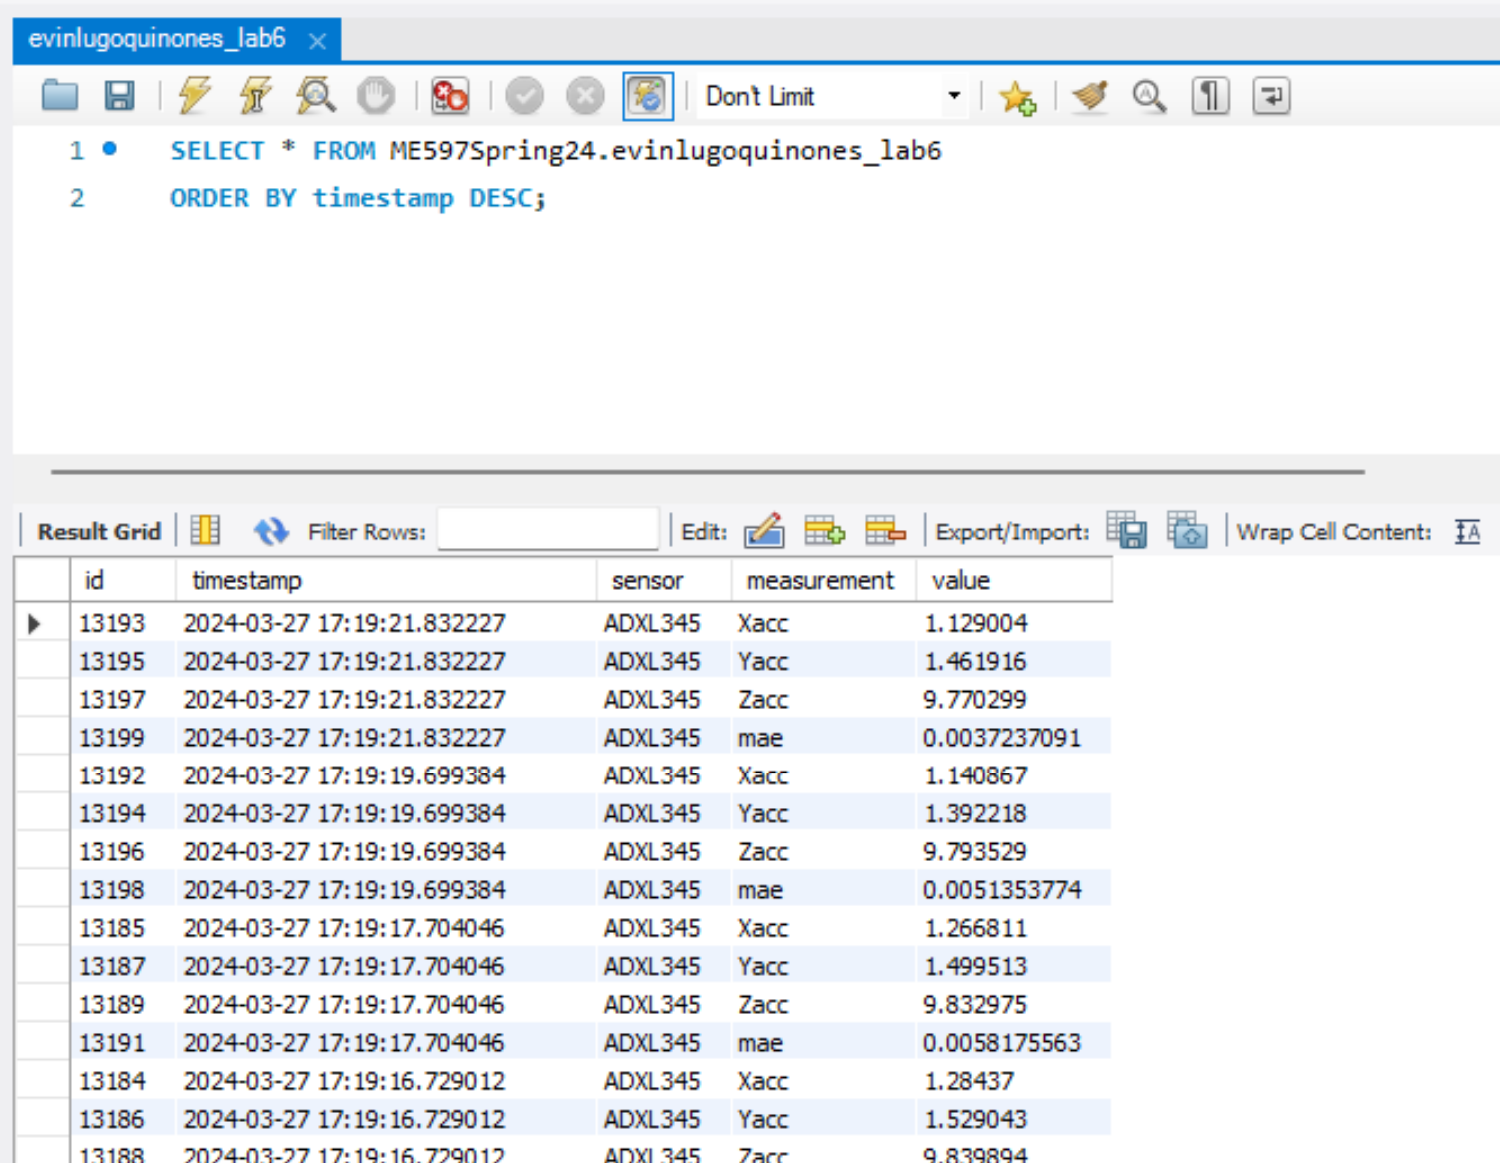 evinlugoquinones_lab6
Don't Limit
1 SELECT * FROM ME597Spring24.evinlugoquinones_lab6
2 ORDER BY timestamp DESC;
Result Grid Filter Rows: Edit: Export/Import: Wrap Cell Content: IA
id timestamp sensor measurement value
13193 2024-03-27 17:19:21.832227 ADXL345 Xacc 1.129004
13195 2024-03-27 17:19:21.832227 ADXL345 Yacc 1.461916
13197 2024-03-27 17:19:21.832227 ADXL345 Zacc 9.770299
13199 2024-03-27 17:19:21.832227 ADXL345 mae 0.0037237091
13192 2024-03-27 17:19:19.699384 ADXL345 Xacc 1.140867
13194 2024-03-27 17:19:19.699384 ADXL345 Yacc 1.392218
13196 2024-03-27 17:19:19.699384 ADXL345 Zacc 9.793529
13198 2024-03-27 17:19:19.699384 ADXL345 mae 0.0051353774
13185 2024-03-27 17:19:17.704046 ADXL345 Xacc 1.266811
13187 2024-03-27 17:19:17.704046 ADXL345 Yacc 1.499513
13189 2024-03-27 17:19:17.704046 ADXL345 Zacc 9.832975
13191 2024-03-27 17:19:17.704046 ADXL345 mae 0.0058175563
13184 2024-03-27 17:19:16.729012 ADXL345 Xacc 1.28437
13186 2024-03-27 17:19:16.729012 ADXL345 Yacc 1.529043
13188 2024-03-27 17:19:16.729012 ADXL345 Zacc 9.839894